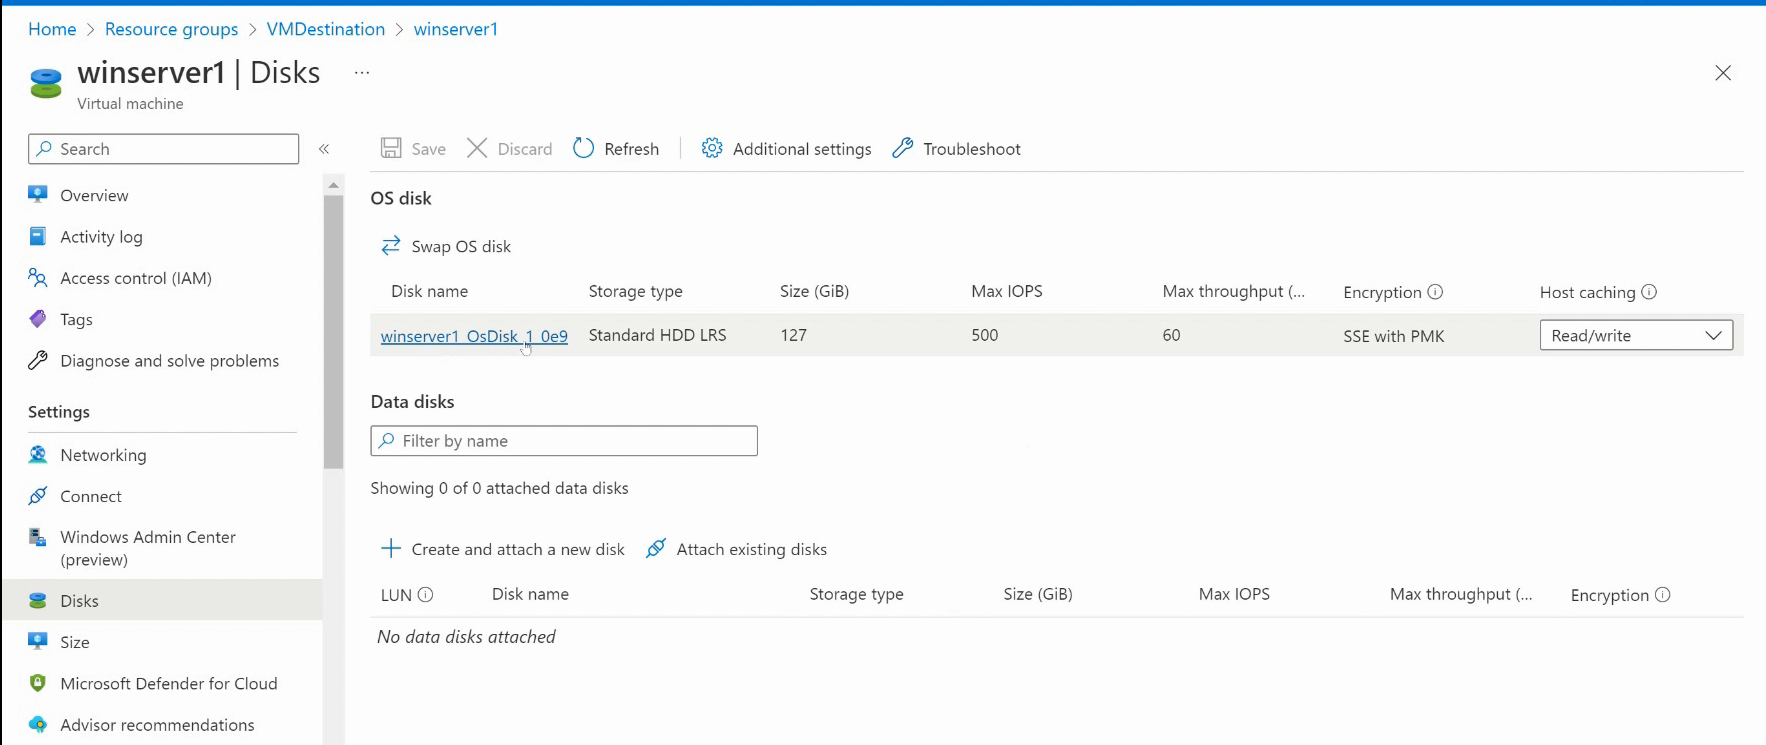 Home > Resource groups > VMDestination > winserver1
winserver1 | Disks ...
Virtual machine
Search «
Save Discard Refresh Additional settings Troubleshoot
Overview
Activity log
Access control (IAM)
Tags
Diagnose and solve problems
Settings
Networking
Connect
Windows Admin Center
(preview)
Disks
Size
Microsoft Defender for Cloud
Advisor recommendations
OS disk
Swap OS disk
Disk name Storage type Size (GiB) Max IOPS Max throughput (... Encryption Host caching
winserver1_OsDisk_1_0e9 Standard HDD LRS 127 500 60 SSE with PMK Read/write
Data disks
Filter by name
Showing 0 of 0 attached data disks
Create and attach a new disk Attach existing disks
LUN Disk name Storage type Size (GiB) Max IOPS Max throughput (... Encryption
No data disks attached